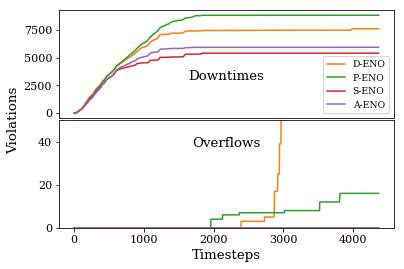 7500
5000
2500
0
Downtimes
D-ENO
P-ENO
S-ENO
A-ENO
Violations
40
20
0
Overflows
0 1000 2000 3000 4000
Timesteps